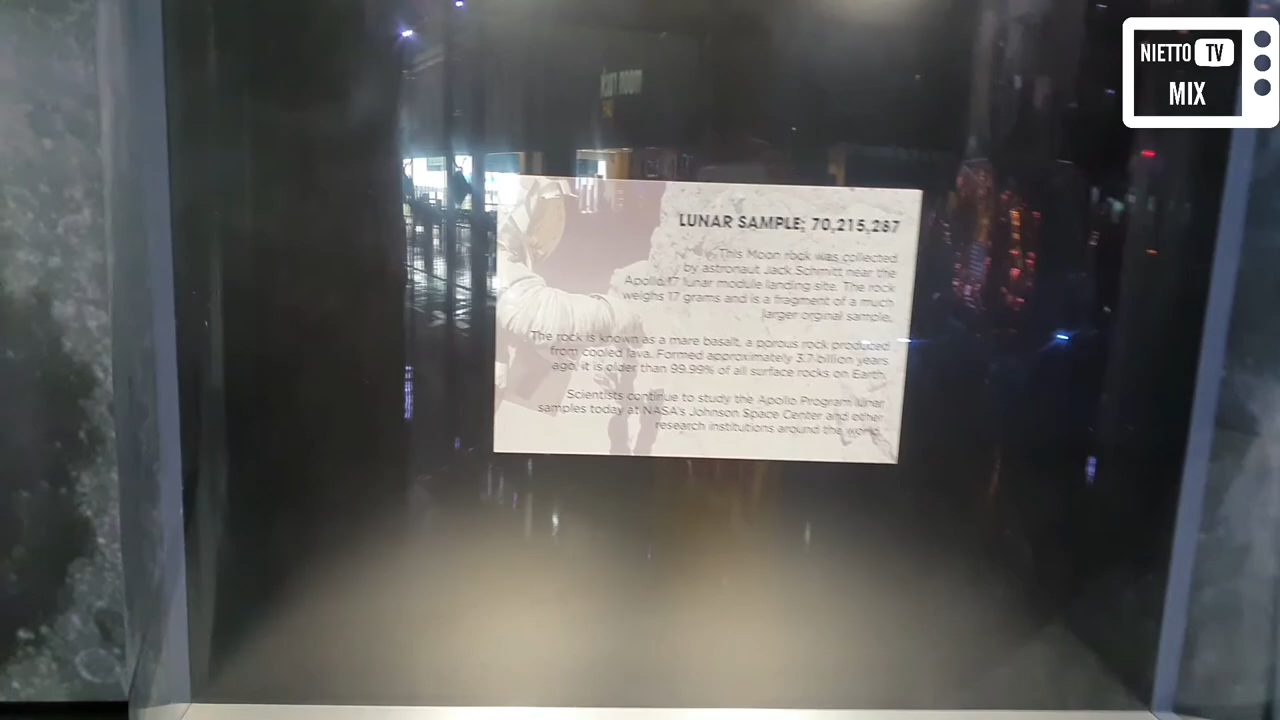 NIETTO TV
MIX
LUNAR SAMPLE; 70,215,287
This Moon rock was collected
by astronaut Jack Schmitt near the
Apollo 17 lunar module landing site. The rock
weighs 17 grams and is a fragment of a much
larger orginal sample.
The rock is known as a mare basalt, a porous rock produced
from cooled lava. Formed approximately 3.7 billion years
ago, it is older than 99.99% of all surface rocks on Earth.
Scientists continue to study the Apollo Program lunar
samples today at NASA's Johnson Space Center and other
research institutions around the world.